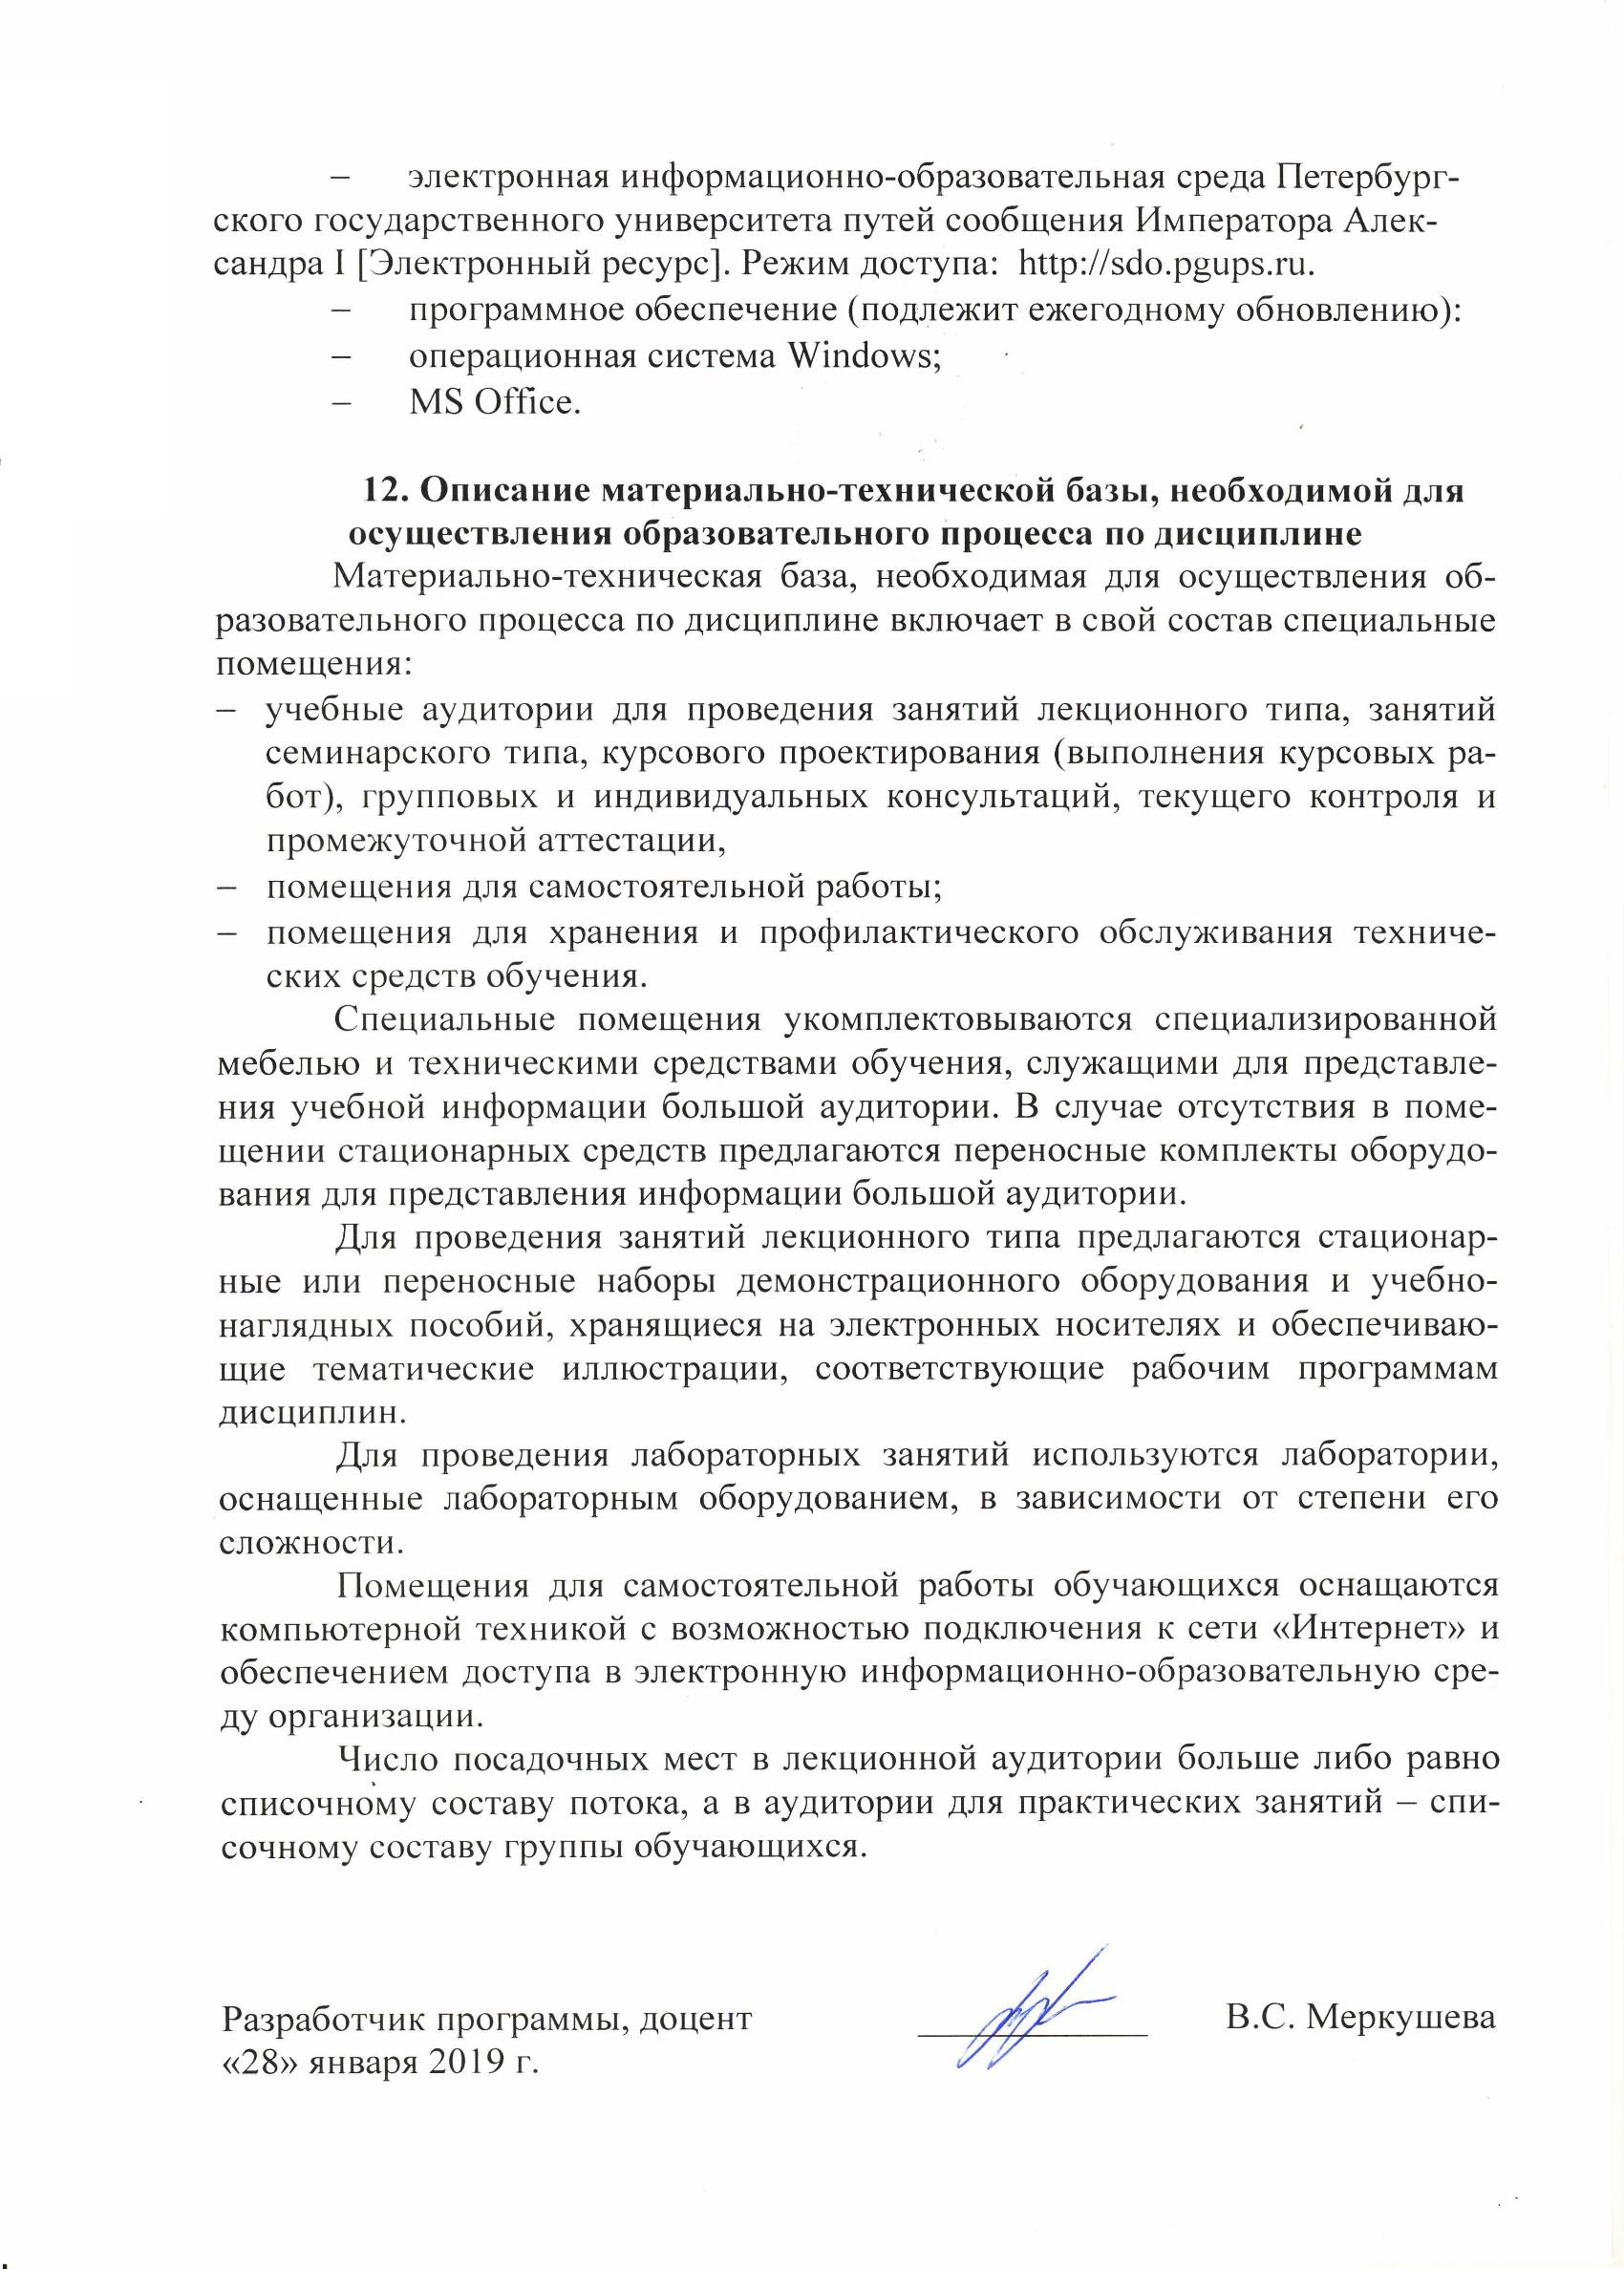 – электронная информационно-образовательная среда Петербург-
ского государственного университета путей сообщения Императора Алек-
сандра I [Электронный ресурс]. Режим доступа: http://sdo.pgups.ru.
– программное обеспечение (подлежит ежегодному обновлению):
– операционная система Windows;
– MS Office.
12. Описание материально-технической базы, необходимой для
осуществления образовательного процесса по дисциплине
Материально-техническая база, необходимая для осуществления об-
разовательного процесса по дисциплине включает в свой состав специальные
помещения:
– учебные аудитории для проведения занятий лекционного типа, занятий
семинарского типа, курсового проектирования (выполнения курсовых ра-
бот), групповых и индивидуальных консультаций, текущего контроля и
промежуточной аттестации,
– помещения для самостоятельной работы;
– помещения для хранения и профилактического обслуживания техниче-
ских средств обучения.
Специальные помещения укомплектовываются специализированной
мебелью и техническими средствами обучения, служащими для представле-
ния учебной информации большой аудитории. В случае отсутствия в поме-
щении стационарных средств предлагаются переносные комплекты оборудо-
вания для представления информации большой аудитории.
Для проведения занятий лекционного типа предлагаются стационар-
ные или переносные наборы демонстрационного оборудования и учебно-
наглядных пособий, хранящиеся на электронных носителях и обеспечиваю-
щие тематические иллюстрации, соответствующие рабочим программам
дисциплин.
Для проведения лабораторных занятий используются лаборатории,
оснащенные лабораторным оборудованием, в зависимости от степени его
сложности.
Помещения для самостоятельной работы обучающихся оснащаются
компьютерной техникой с возможностью подключения к сети «Интернет» и
обеспечением доступа в электронную информационно-образовательную сре-
ду организации.
Число посадочных мест в лекционной аудитории больше либо равно
списочному составу потока, а в аудитории для практических занятий – спи-
сочному составу группы обучающихся.
Разработчик программы, доцент В.С. Меркушева
«28» января 2019 г.